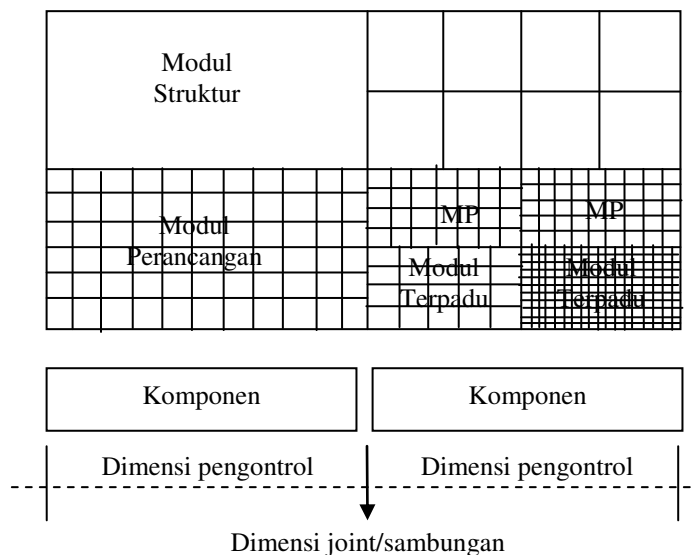 Modul
Struktur
Modul
Perancangan
MP
MP
Modul
Terpadu
Modul
Terpadu
Komponen
Komponen
Dimensi pengontrol
Dimensi pengontrol
Dimensi joint/sambungan